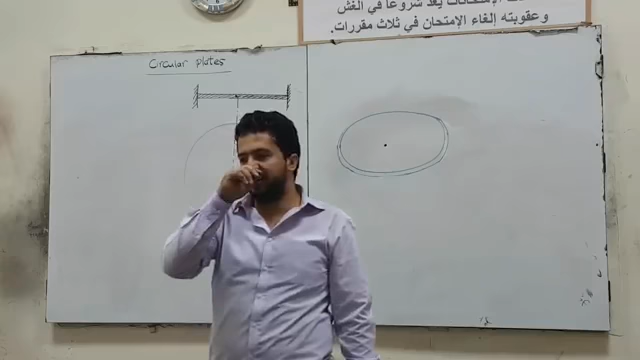 الإمتحانات يعد شروعاً في الغش
وعقوبته إلغاء الإمتحان في ثلاث مقررات.
Circular plates